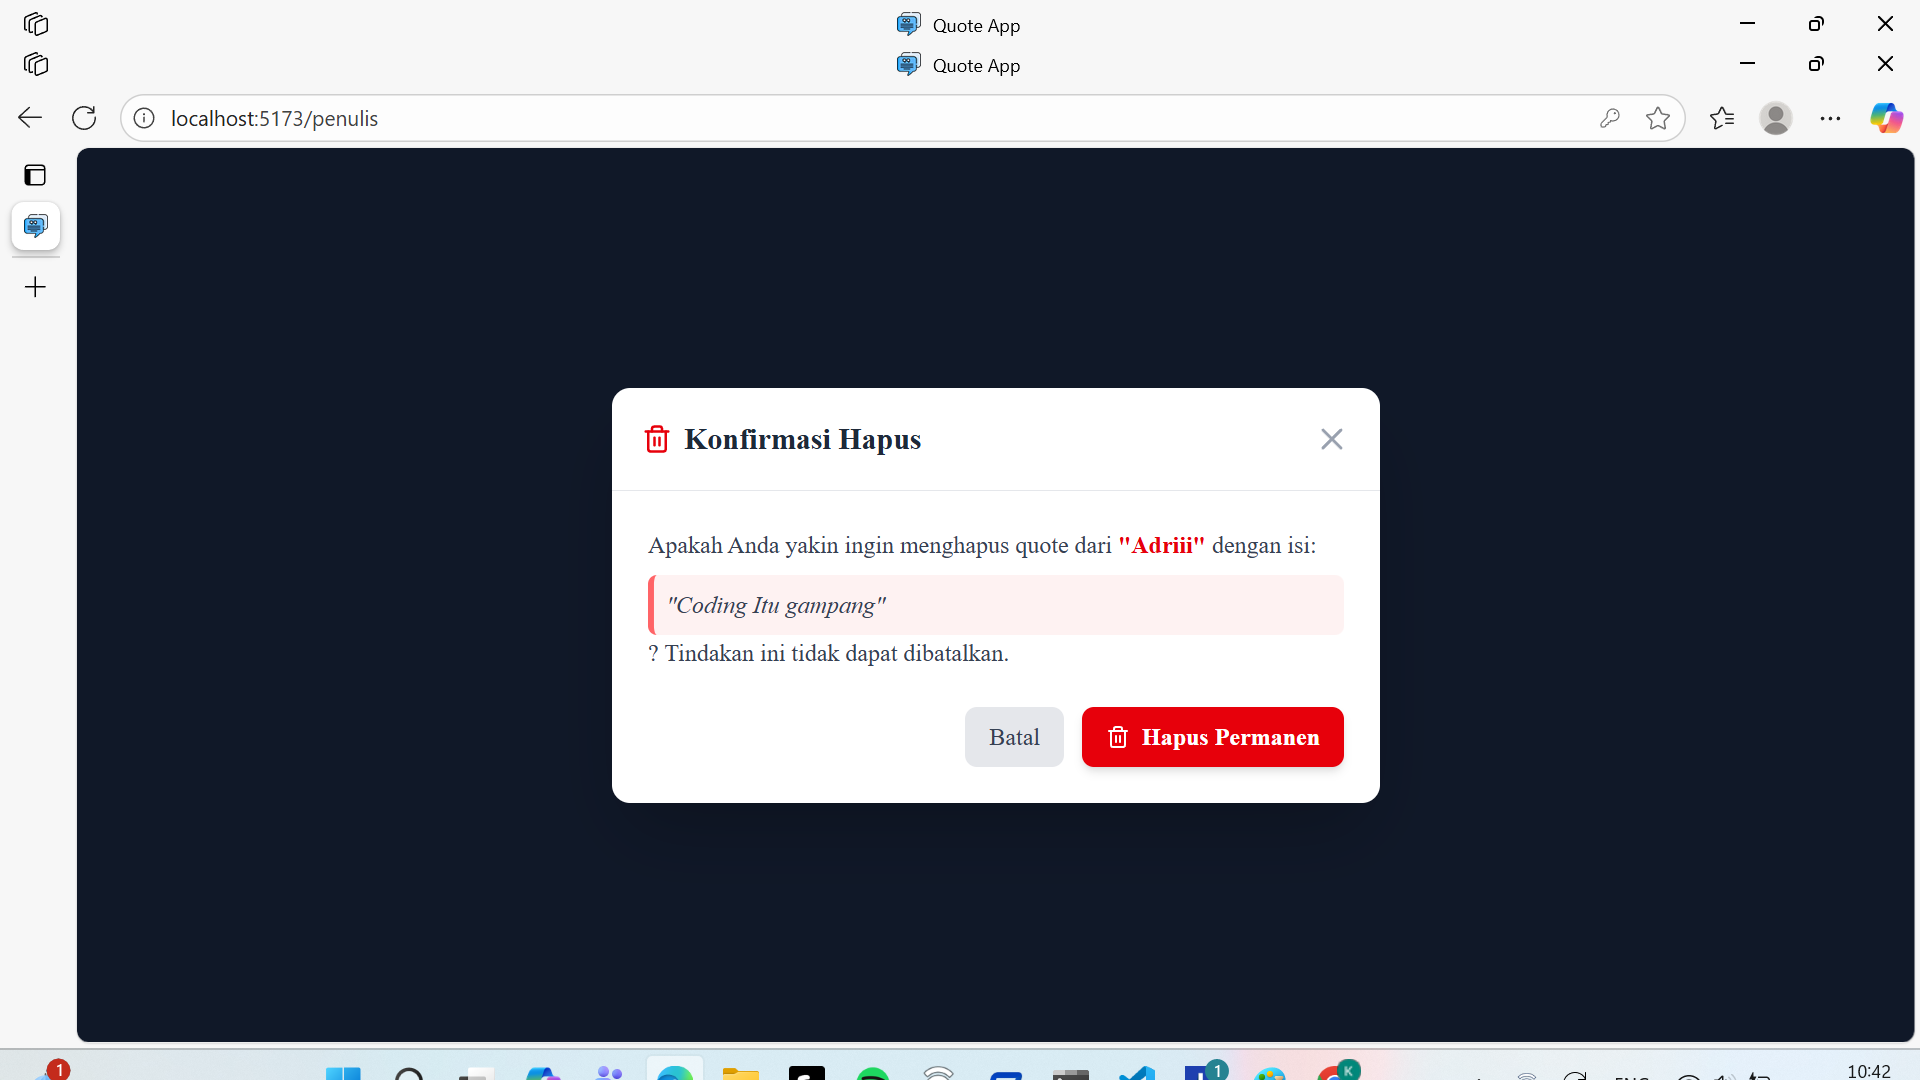 Quote App
Quote App
localhost:5173/penulis
Konfirmasi Hapus
Apakah Anda yakin ingin menghapus quote dari "Adriii" dengan isi:
"Coding Itu gampang"
? Tindakan ini tidak dapat dibatalkan.
Batal
Hapus Permanen
1
1
K
10:42